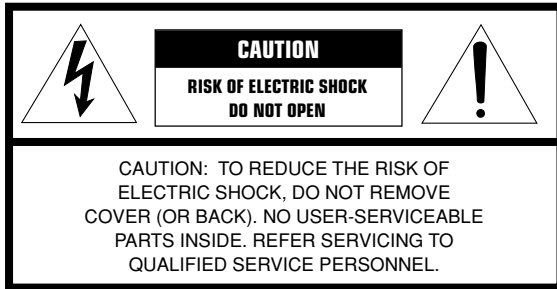 CAUTION
RISK OF ELECTRIC SHOCK
DO NOT OPEN
CAUTION: TO REDUCE THE RISK OF
ELECTRIC SHOCK, DO NOT REMOVE
COVER (OR BACK). NO USER-SERVICEABLE
PARTS INSIDE. REFER SERVICING TO
QUALIFIED SERVICE PERSONNEL.